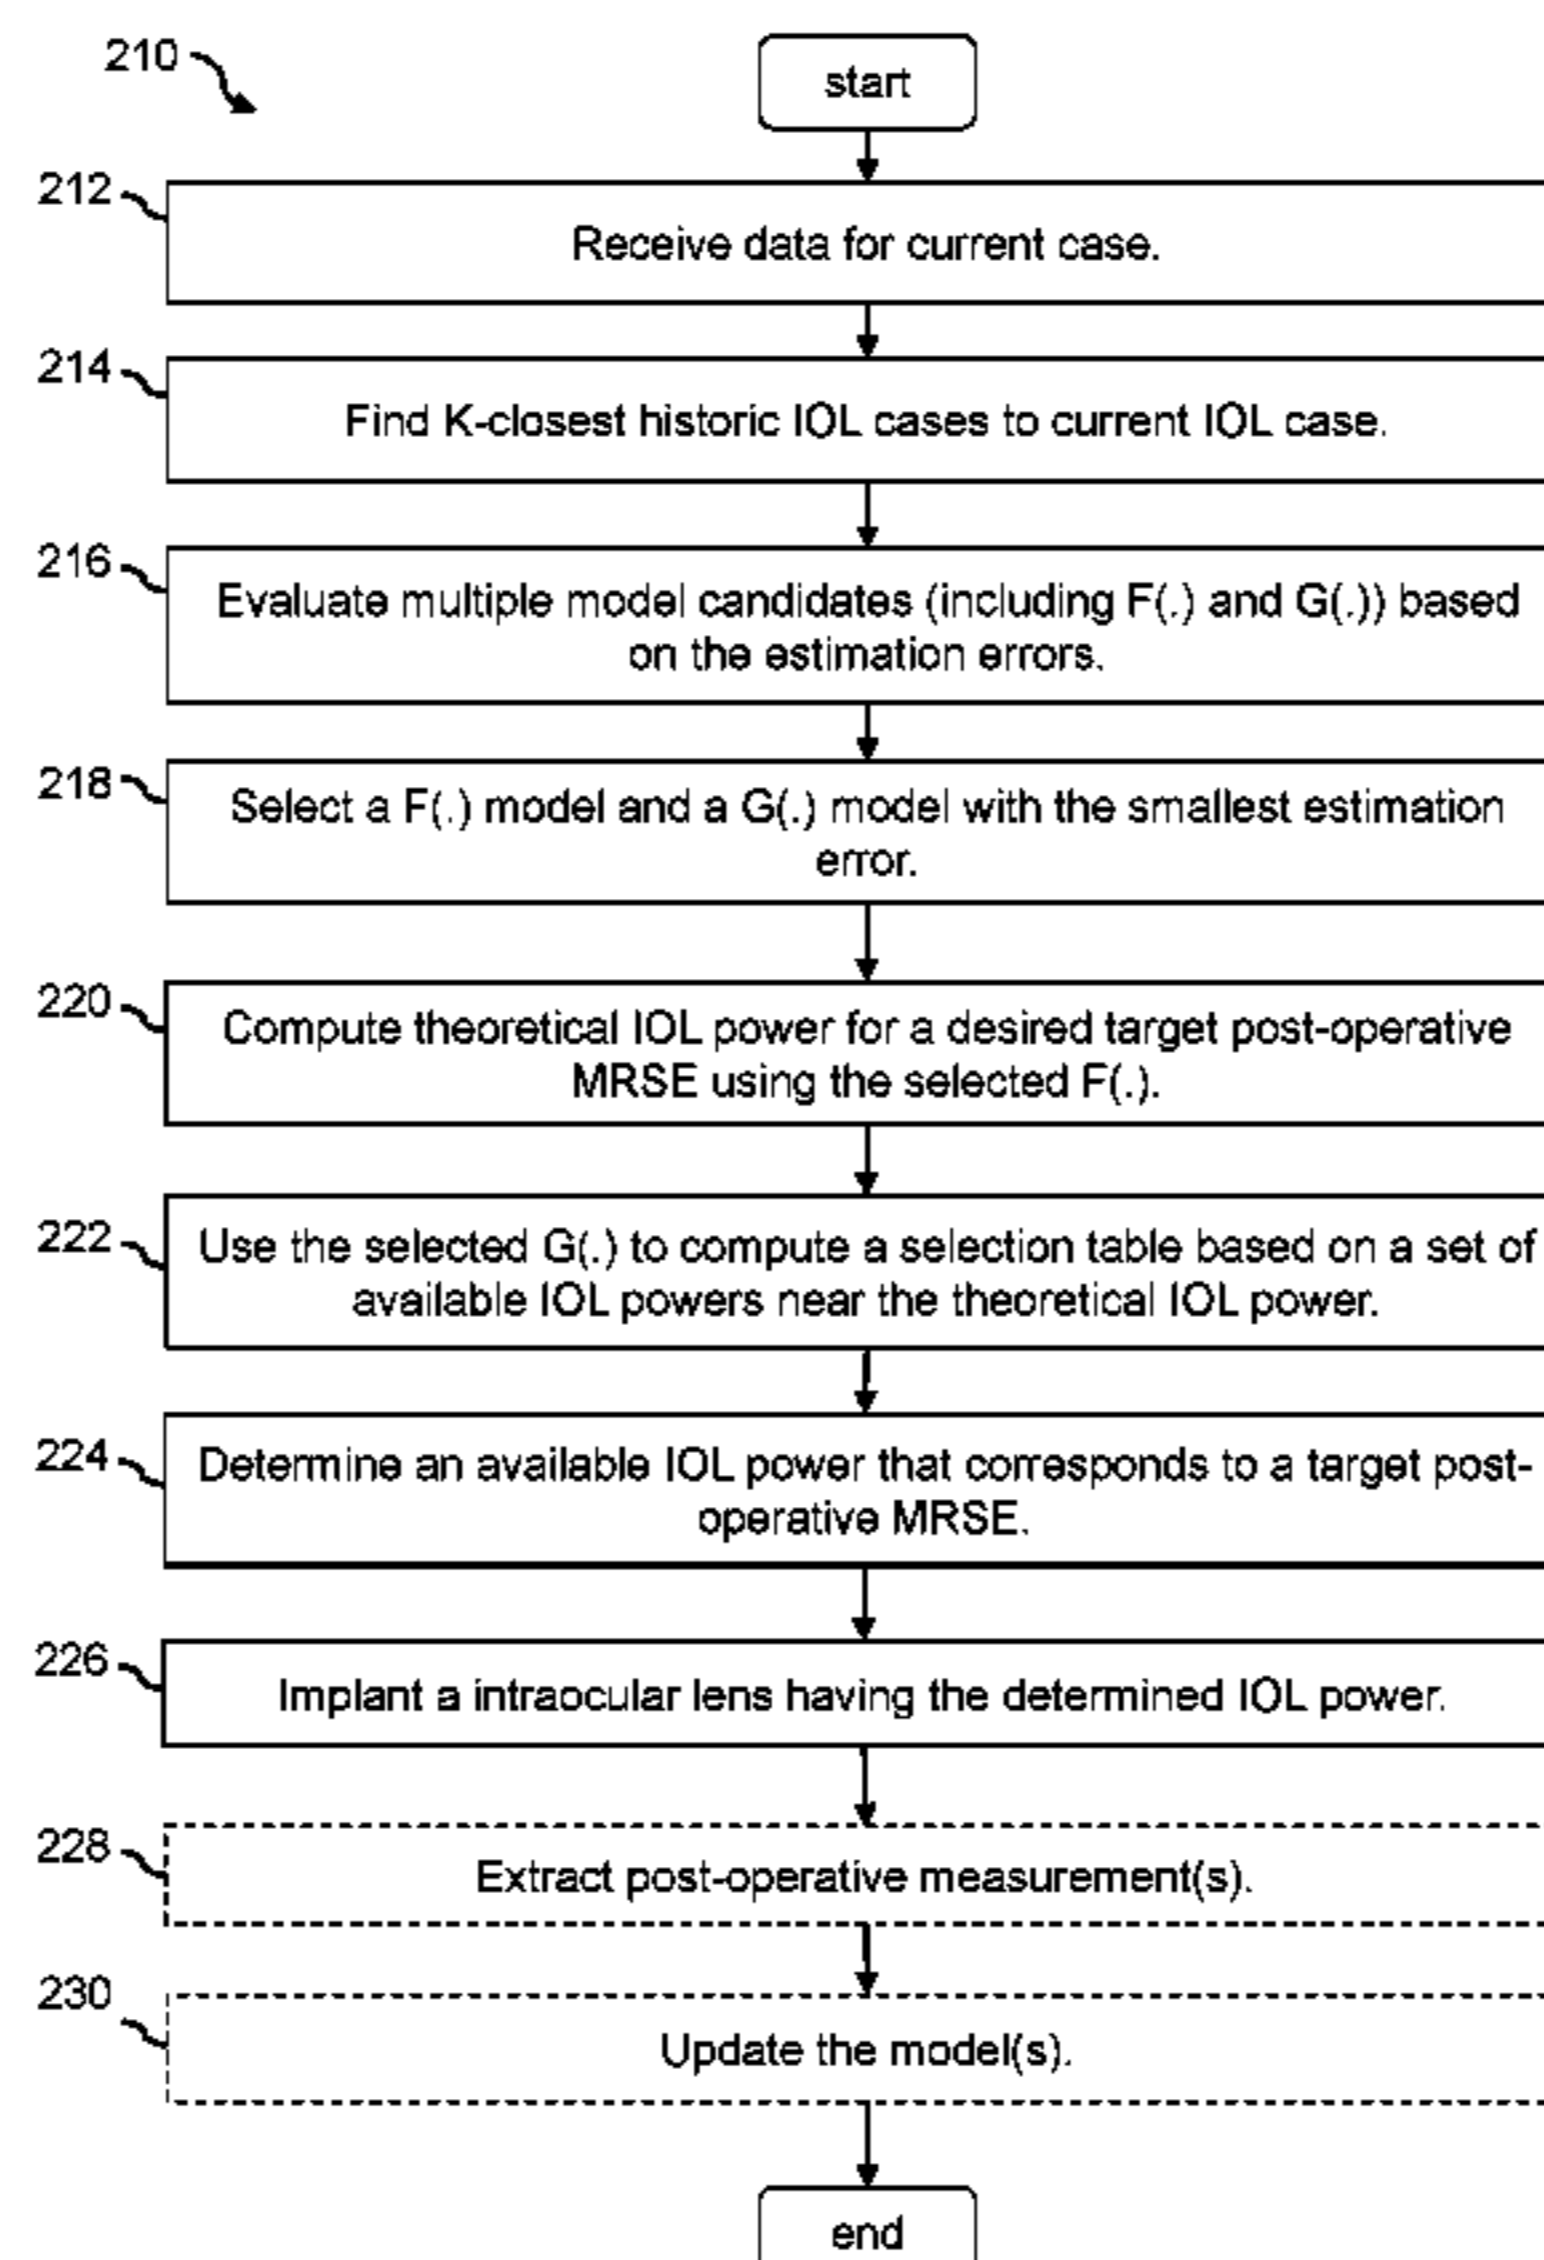 210
start
212
Receive data for current case.
214
Find K-closest historic IOL cases to current IOL case.
216
Evaluate multiple model candidates (including F(.) and G(.)) based
on the estimation errors.
218
Select a F(.) model and a G(.) model with the smallest estimation
error.
220
Compute theoretical IOL power for a desired target post-operative
MRSE using the selected F(.).
222
Use the selected G(.) to compute a selection table based on a set of
available IOL powers near the theoretical IOL power.
224
Determine an available IOL power that corresponds to a target post-
operative MRSE.
226
Implant a intraocular lens having the determined IOL power.
228
Extract post-operative measurement(s).
230
Update the model(s).
end